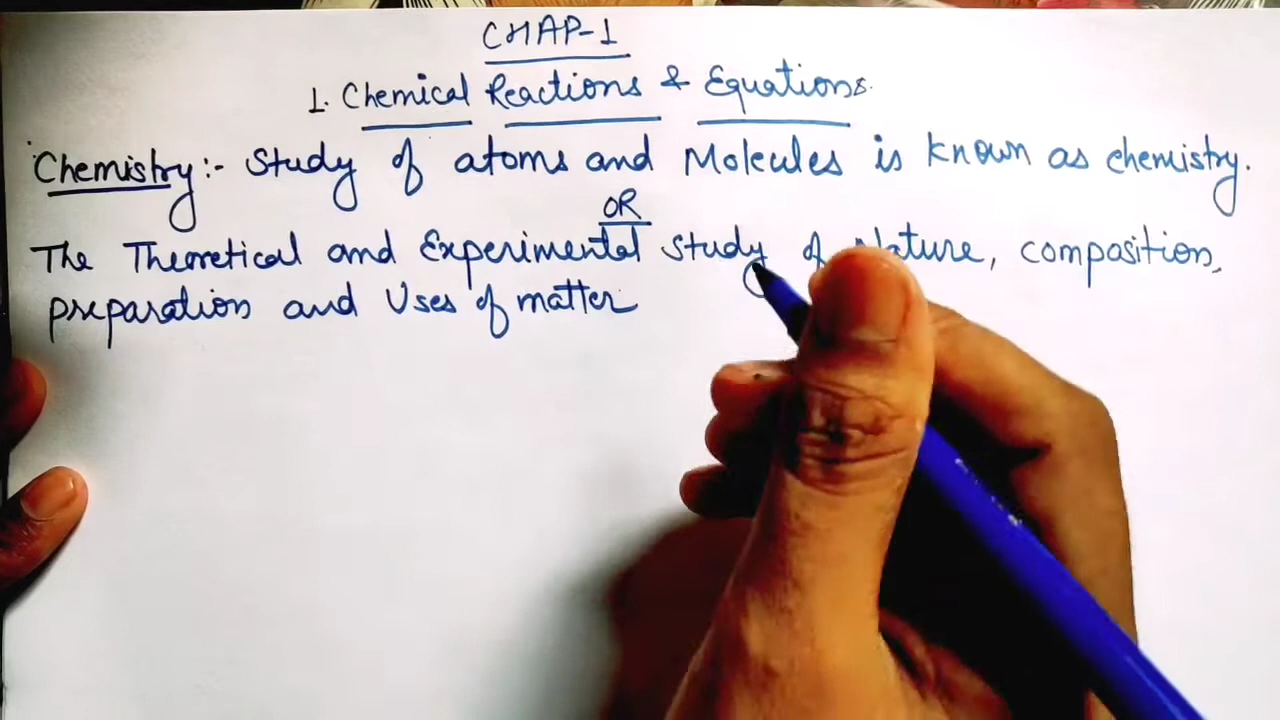 CHAP-1
1. Chemical Reactions & Equations.
Chemistry:- Study of atoms and Molecules is known as chemistry.
OR
The Theoretical and Experimental study of Nature, composition,
preparation and Uses of matter